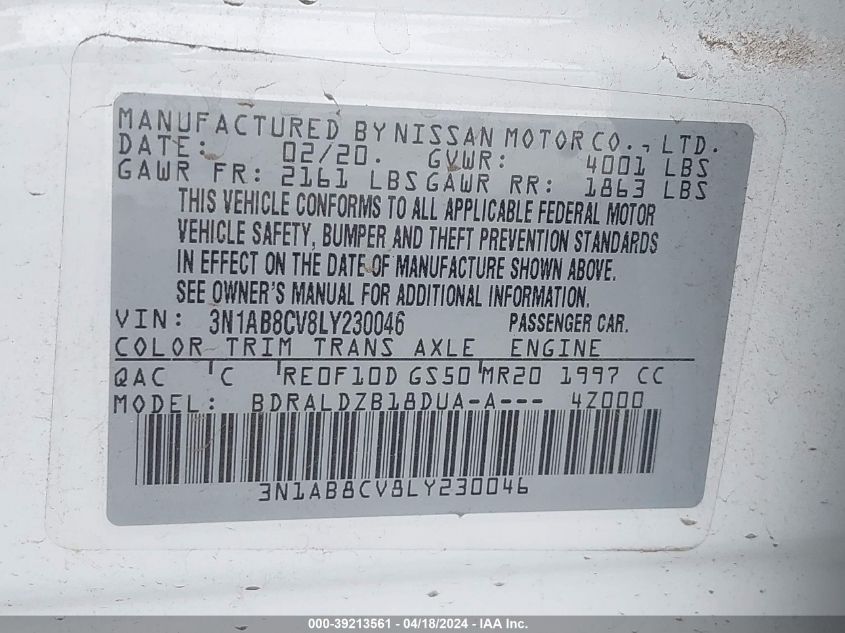 MANUFACTURED BY NISSAN MOTOR CO., LTD.
DATE: 02/20. GVWR: 4001 LBS
GAWR FR: 2161 LBS GAWR RR: 1863 LBS
THIS VEHICLE CONFORMS TO ALL APPLICABLE FEDERAL MOTOR
VEHICLE SAFETY, BUMPER AND THEFT PREVENTION STANDARDS
IN EFFECT ON THE DATE OF MANUFACTURE SHOWN ABOVE.
SEE OWNER'S MANUAL FOR ADDITIONAL INFORMATION.
VIN: 3N1AB8CV8LY230046 PASSENGER CAR.
COLOR TRIM TRANS AXLE ENGINE
QAC 'C 'RE0F10D GS50'MR20 1997 CC
MODEL: BDRALDZB18DUA-A--- 4Z000
3N1AB8CV8LY230046
000-39213561 - 04/18/2024 - IAA Inc.